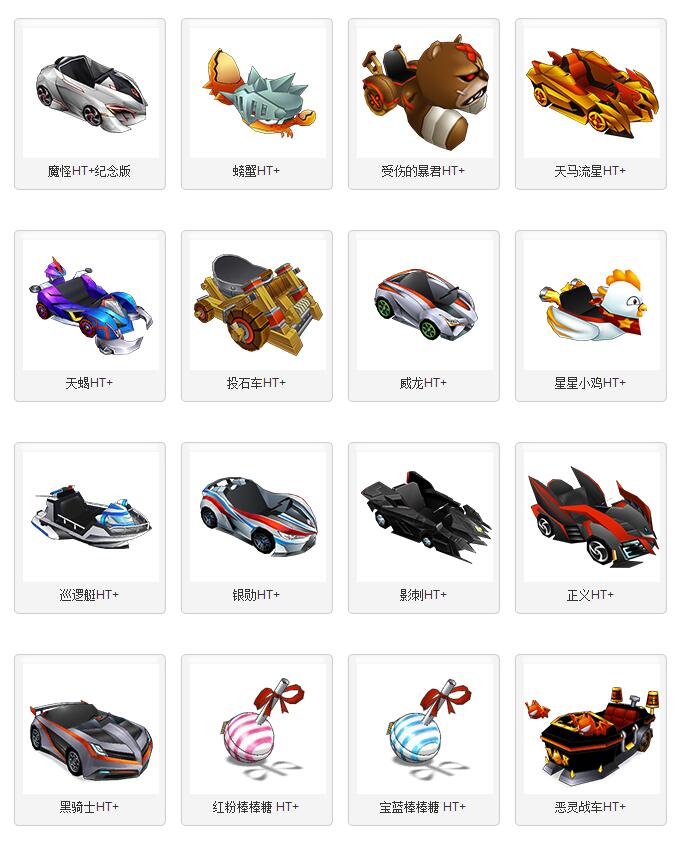 魔怪HT+纪念版
螃蟹HT+
受伤的暴君HT+
天马流星HT+
天蝎HT+
投石车HT+
威龙HT+
星星小鸡HT+
巡逻艇HT+
银勋HT+
影刺HT+
正义HT+
黑骑士HT+
红粉棒棒糖 HT+
宝蓝棒棒糖 HT+
恶灵战车HT+